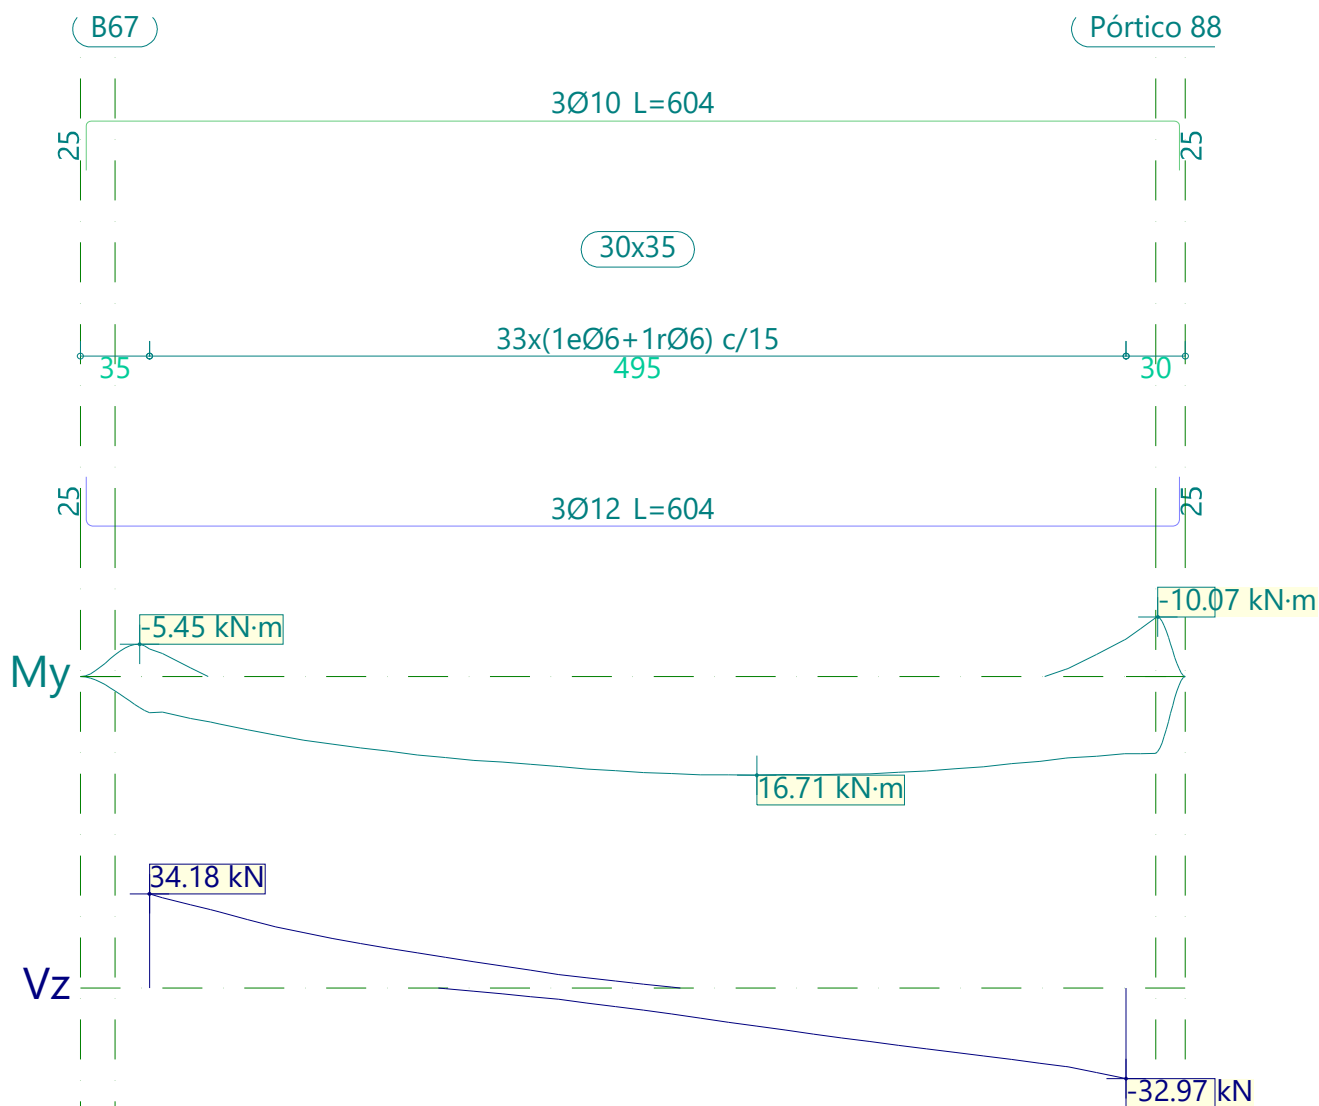 B67
Pórtico 88
3Ø10 L=604
25
25
30x35
33x(1eØ6+1rØ6) c/15
35
495
30
25
25
3Ø12 L=604
-5.45 kN·m
-10.07 kN·m
My
16.71 kN·m
34.18 kN
Vz
-32.97 kN